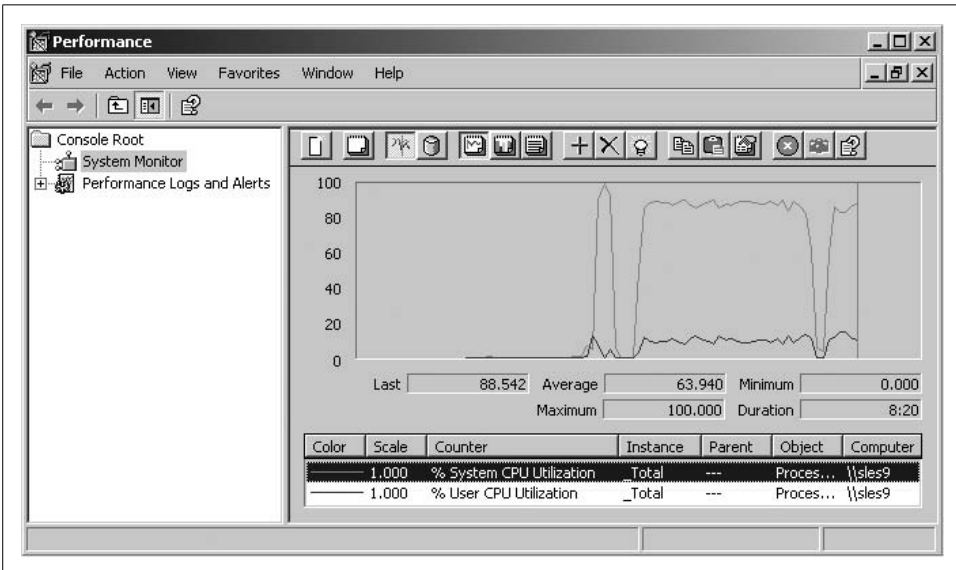 Performance
File Action View Favorites Window Help
Console Root
System Monitor
Performance Logs and Alerts
100
80
60
40
20
0
Last 88.542 Average 63.940 Minimum 0.000
Maximum 100.000 Duration 8:20
Color Scale Counter Instance Parent Object Computer
1.000 % System CPU Utilization _Total --- Proces... \\sles9
1.000 % User CPU Utilization _Total --- Proces... \\sles9